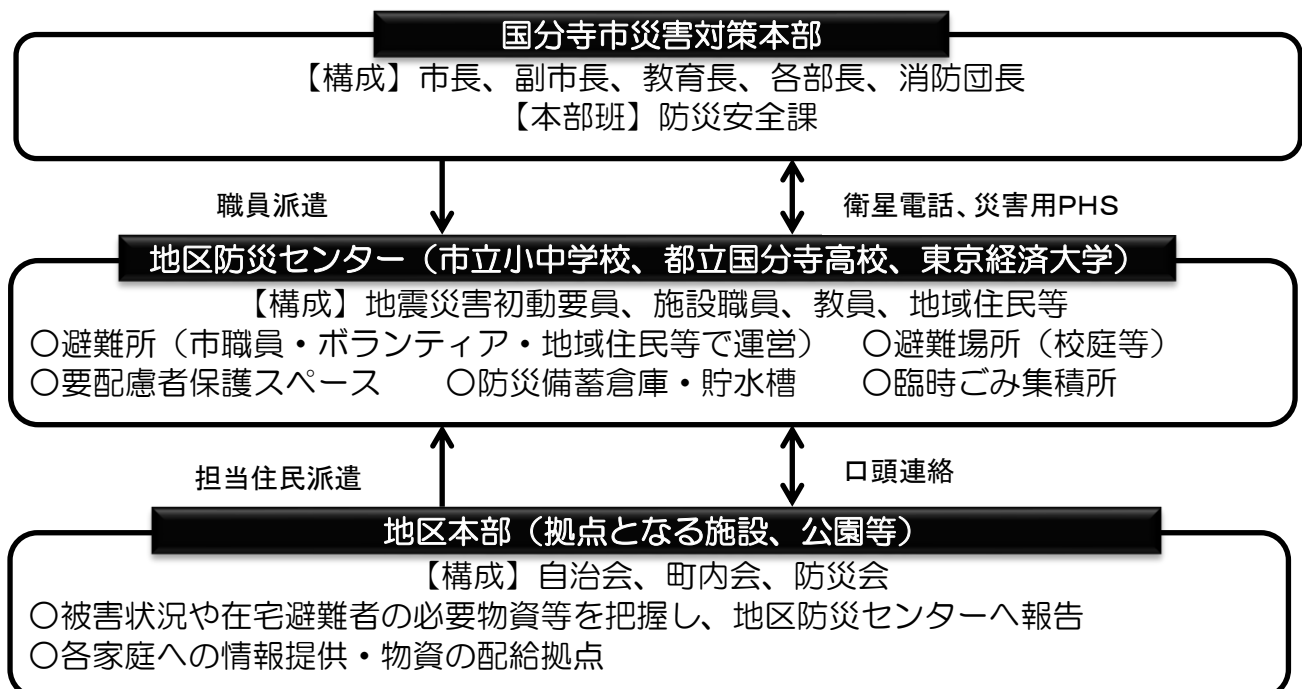 国分寺市災害対策本部
【構成】市長、副市長、教育長、各部長、消防団長
【本部班】防災安全課
職員派遣
衛星電話、災害用PHS
地区防災センター（市立小中学校、都立国分寺高校、東京経済大学）
【構成】地震災害初動要員、施設職員、教員、地域住民等
○避難所（市職員・ボランティア・地域住民等で運営） ○避難場所（校庭等）
○要配慮者保護スペース ○防災備蓄倉庫・貯水槽 ○臨時ごみ集積所
担当住民派遣
口頭連絡
地区本部（拠点となる施設、公園等）
【構成】自治会、町内会、防災会
○被害状況や在宅避難者の必要物資等を把握し、地区防災センターへ報告
○各家庭への情報提供・物資の配給拠点